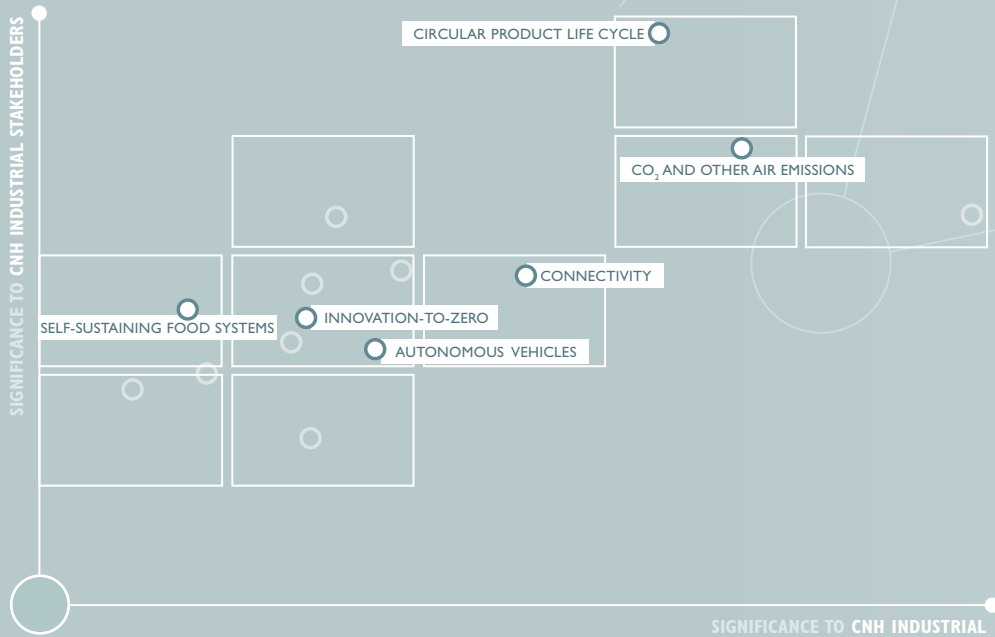 SIGNIFICANCE TO CNH INDUSTRIAL STAKEHOLDERS
CIRCULAR PRODUCT LIFE CYCLE
CO₂ AND OTHER AIR EMISSIONS
CONNECTIVITY
INNOVATION-TO-ZERO
SELF-SUSTAINING FOOD SYSTEMS
AUTONOMOUS VEHICLES
SIGNIFICANCE TO CNH INDUSTRIAL